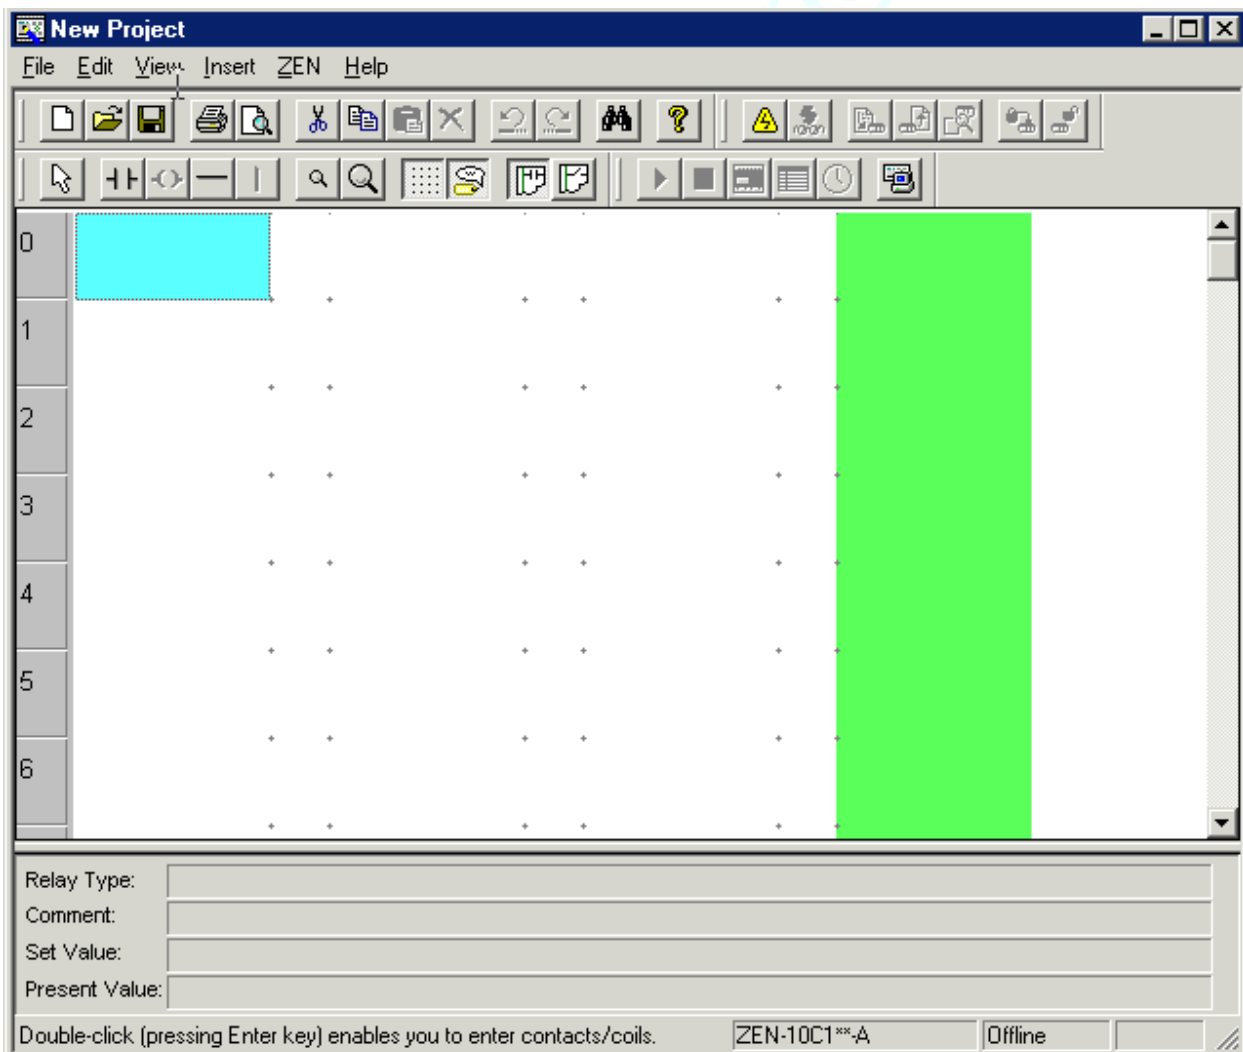 New Project
File Edit View Insert ZEN Help
0
1
2
3
4
5
6
Relay Type:
Comment:
Set Value:
Present Value:
Double-click (pressing Enter key) enables you to enter contacts/coils. ZEN-10C1**-A Offline